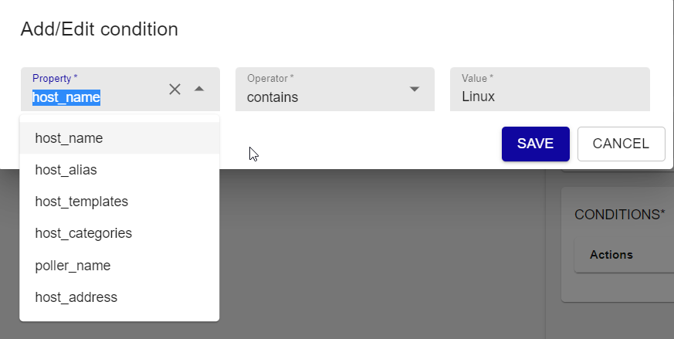 Add/Edit condition
Property *
host_name
Operator *
contains
Value *
Linux
host_name
host_alias
host_templates
host_categories
poller_name
host_address
SAVE
CANCEL
CONDITIONS*
Actions